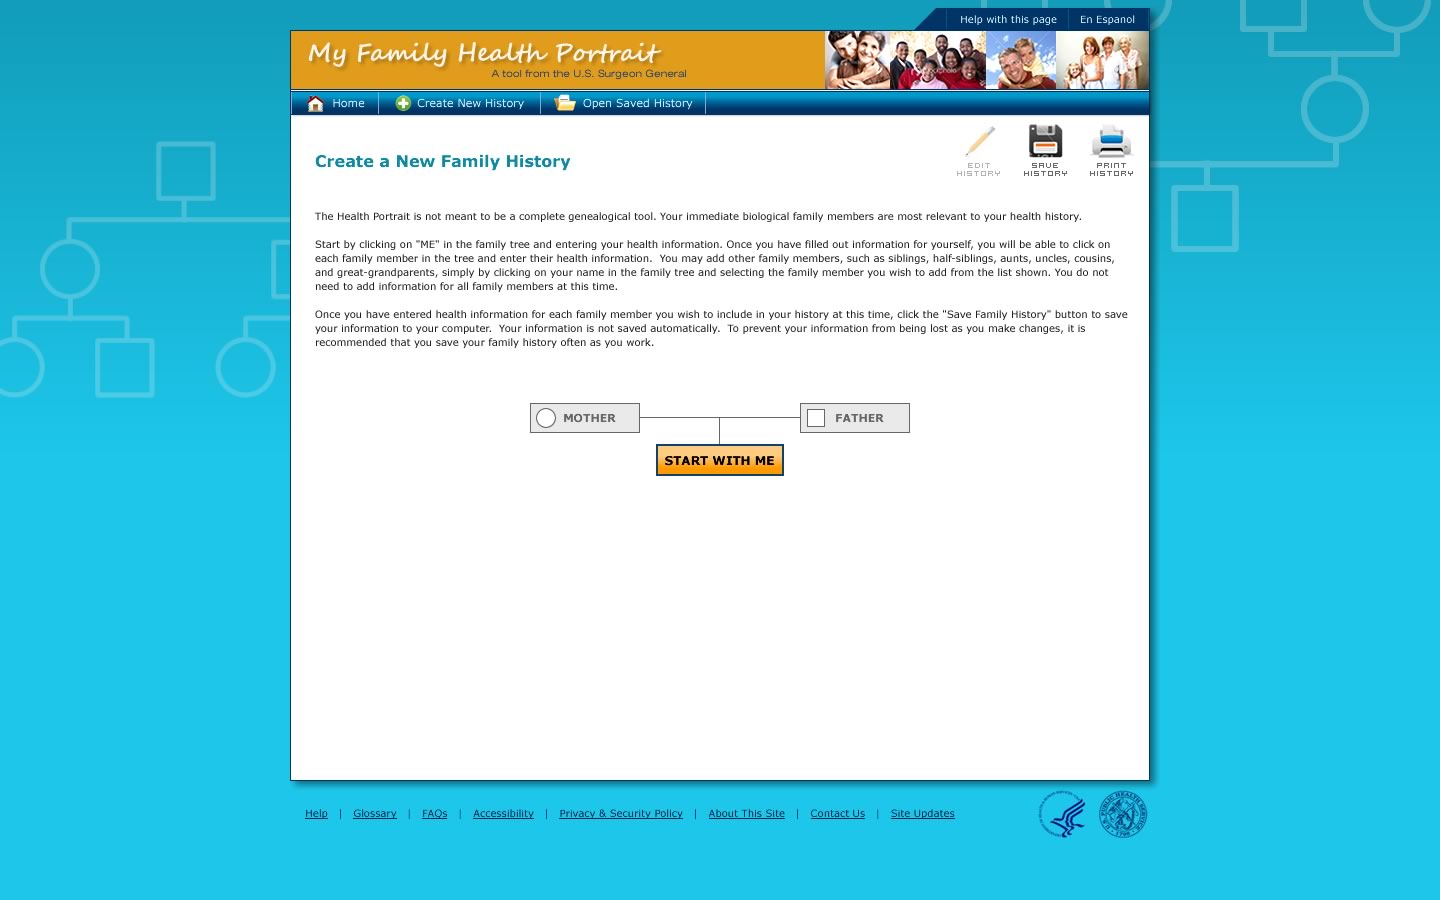 Help with this page
En Espanol
My Family Health Portrait
A tool from the U.S. Surgeon General
Home
Create New History
Open Saved History
Create a New Family History
EDIT HISTORY
SAVE HISTORY
PRINT HISTORY
The Health Portrait is not meant to be a complete genealogical tool. Your immediate biological family members are most relevant to your health history.
Start by clicking on "ME" in the family tree and entering your health information. Once you have filled out information for yourself, you will be able to click on
each family member in the tree and enter their health information.  You may add other family members, such as siblings, half-siblings, aunts, uncles, cousins,
and great-grandparents, simply by clicking on your name in the family tree and selecting the family member you wish to add from the list shown. You do not
need to add information for all family members at this time.
Once you have entered health information for each family member you wish to include in your history at this time, click the "Save Family History" button to save
your information to your computer.  Your information is not saved automatically.  To prevent your information from being lost as you make changes, it is
recommended that you save your family history often as you work.
MOTHER
FATHER
START WITH ME
Help | Glossary | FAQs | Accessibility | Privacy & Security Policy | About This Site | Contact Us | Site Updates